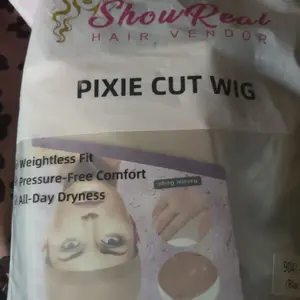 ShowReal
HAIR VENDOR
PIXIE CUT WIG
Weightless Fit
Pressure-Free Comfort
All-Day Dryness